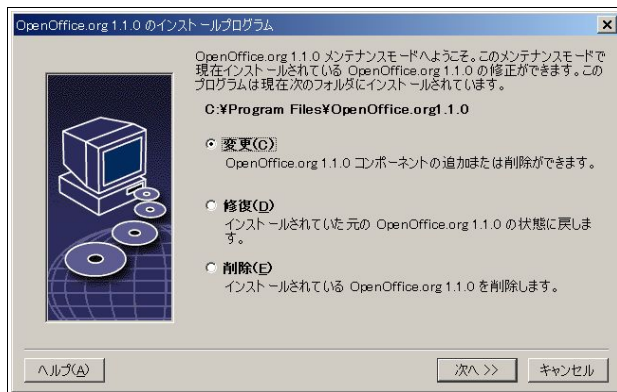 OpenOffice.org 1.1.0 のインストールプログラム
OpenOffice.org 1.1.0 メンテナンスモードへようこそ。このメンテナンスモードで
現在インストールされている OpenOffice.org 1.1.0 の修正ができます。この
プログラムは現在次のフォルダにインストールされています。
C:¥Program Files¥OpenOffice.org1.1.0
変更(C)
OpenOffice.org 1.1.0 コンポーネントの追加または削除ができます。
修復(D)
インストールされていた元の OpenOffice.org 1.1.0 の状態に戻しま
す。
削除(E)
インストールされている OpenOffice.org 1.1.0 を削除します。
ヘルプ(A)
次へ >>
キャンセル